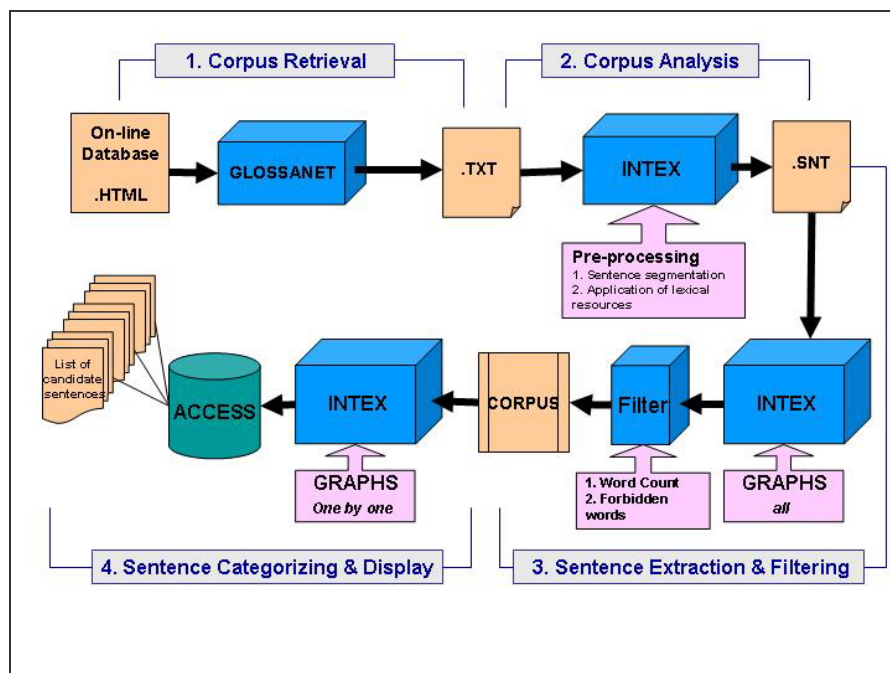 1. Corpus Retrieval
2. Corpus Analysis
On-line
Database
.HTML
GLOSSANET
.TXT
INTEX
.SNT
Pre-processing
1. Sentence segmentation
2. Application of lexical
resources
List of
candidate
sentences
ACCESS
INTEX
CORPUS
Filter
INTEX
GRAPHS
One by one
1. Word Count
2. Forbidden
words
GRAPHS
all
4. Sentence Categorizing & Display
3. Sentence Extraction & Filtering